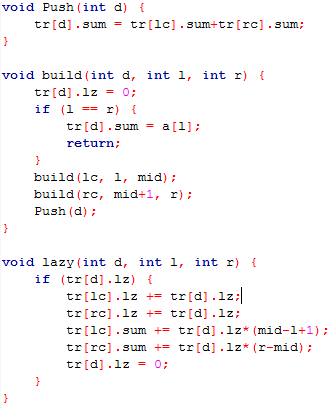 void Push(int d) {
    tr[d].sum = tr[lc].sum+tr[rc].sum;
}
void build(int d, int l, int r) {
    tr[d].lz = 0;
    if (l == r) {
        tr[d].sum = a[l];
        return;
    }
    build(lc, l, mid);
    build(rc, mid+1, r);
    Push(d);
}
void lazy(int d, int l, int r) {
    if (tr[d].lz) {
        tr[lc].lz += tr[d].lz;
        tr[rc].lz += tr[d].lz;
        tr[lc].sum += tr[d].lz*(mid-l+1);
        tr[rc].sum += tr[d].lz*(r-mid);
        tr[d].lz = 0;
    }
}